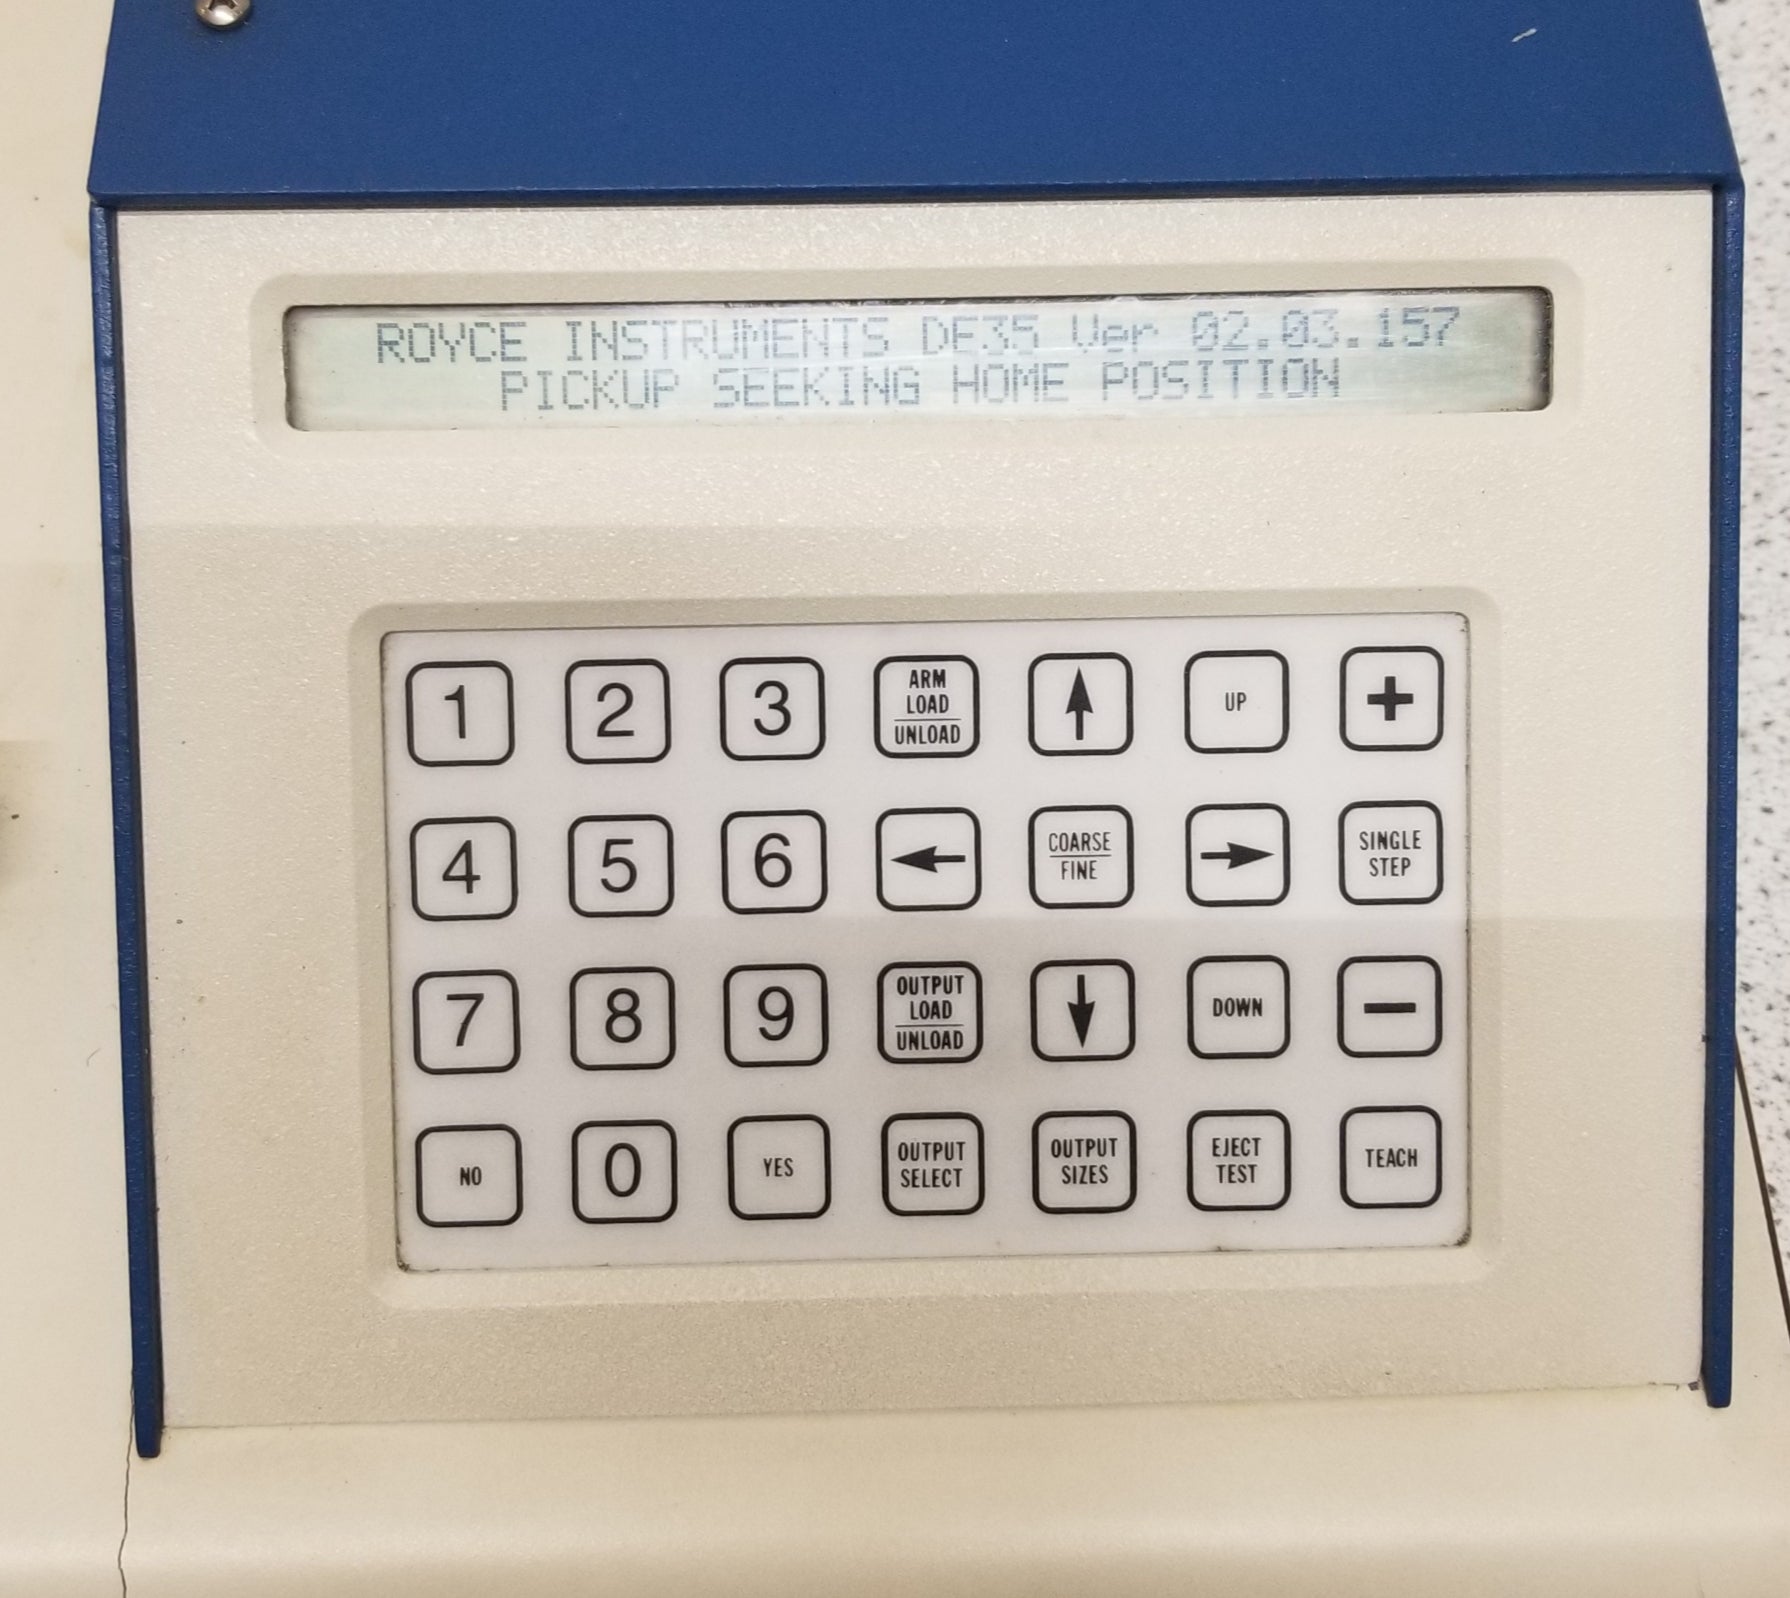 ROYCE INSTRUMENTS DE35 Ver 02.03.157
PICKUP SEEKING HOME POSITION
1
2
3
ARM
LOAD
UNLOAD
UP
+
4
5
6
COARSE
FINE
SINGLE
STEP
7
8
9
OUTPUT
LOAD
UNLOAD
DOWN
−
NO
0
YES
OUTPUT
SELECT
OUTPUT
SIZES
EJECT
TEST
TEACH